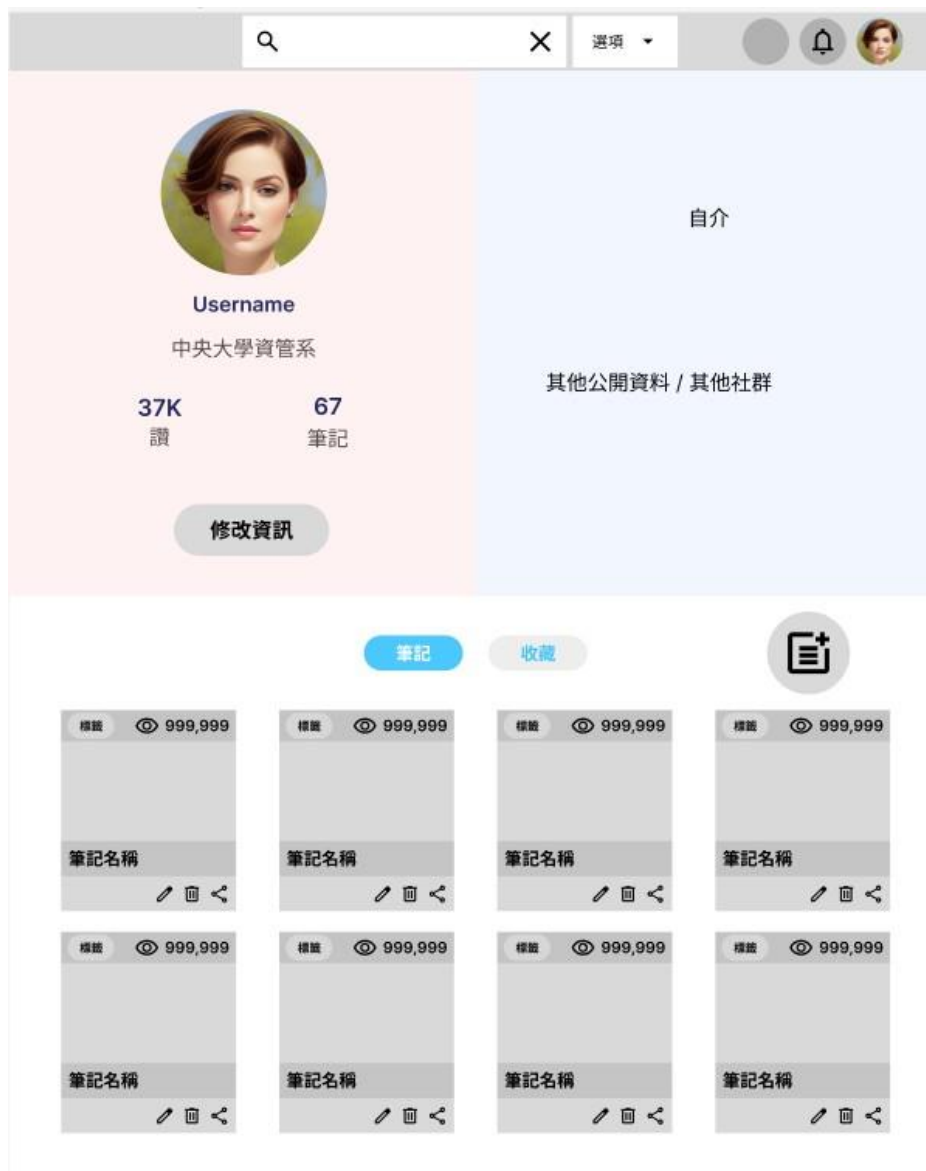 選項
Username
中央大學資管系
37K
讚
67
筆記
修改資訊
自介
其他公開資料 / 其他社群
筆記
收藏
標籤 999,999
標籤 999,999
標籤 999,999
標籤 999,999
筆記名稱
筆記名稱
筆記名稱
筆記名稱
標籤 999,999
標籤 999,999
標籤 999,999
標籤 999,999
筆記名稱
筆記名稱
筆記名稱
筆記名稱